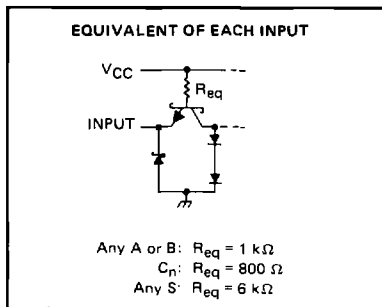 EQUIVALENT OF EACH INPUT
VCC
Req
INPUT
Any A or B: Req = 1 kΩ
Cn: Req = 800 Ω
Any S: Req = 6 kΩ